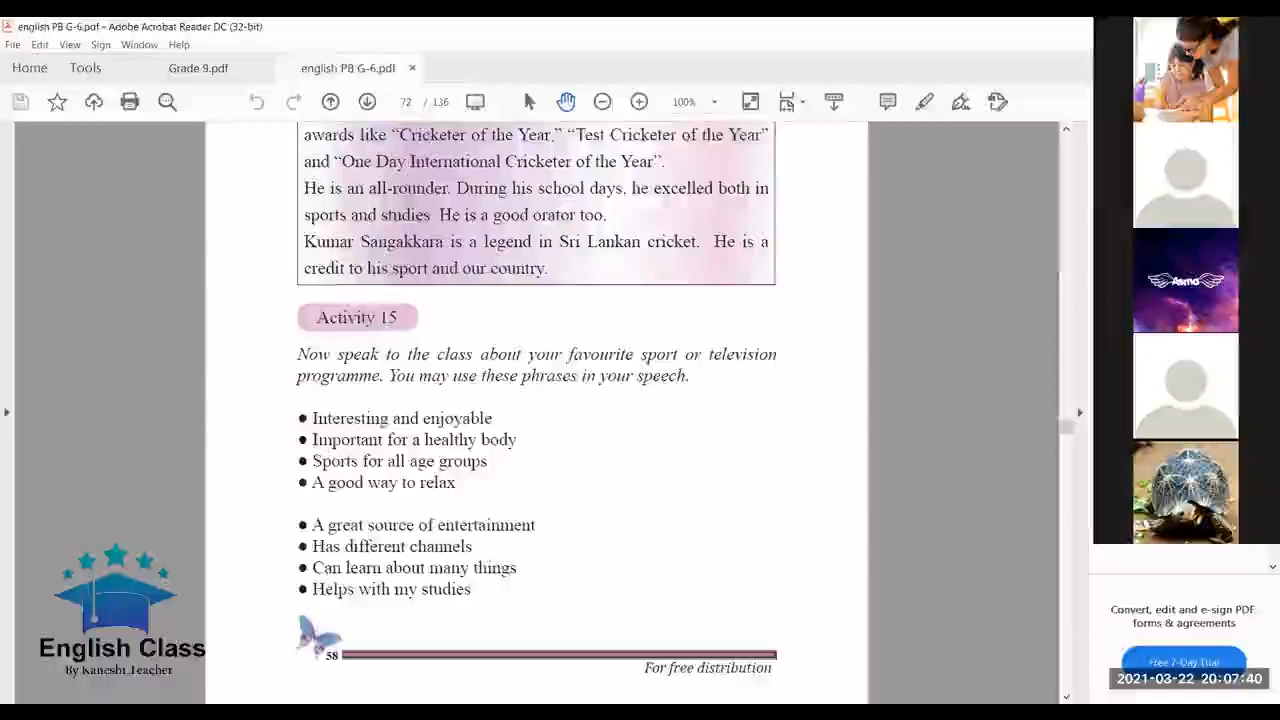 english PB G-6.pdf - Adobe Acrobat Reader DC (32-bit)
File Edit View Sign Window Help
Home Tools Grade 9.pdf english PB G-6.pdf ×
72 / 136 100%
awards like “Cricketer of the Year,” “Test Cricketer of the Year”
and “One Day International Cricketer of the Year”.
He is an all-rounder. During his school days, he excelled both in
sports and studies. He is a good orator too.
Kumar Sangakkara is a legend in Sri Lankan cricket. He is a
credit to his sport and our country.
Activity 15
Now speak to the class about your favourite sport or television
programme. You may use these phrases in your speech.
● Interesting and enjoyable
● Important for a healthy body
● Sports for all age groups
● A good way to relax
● A great source of entertainment
● Has different channels
● Can learn about many things
● Helps with my studies
58
For free distribution
English Class
By Kaneshi Teacher
Asma
Convert, edit and e-sign PDF
forms & agreements
Free 7-Day Trial
2021-03-22 20:07:40